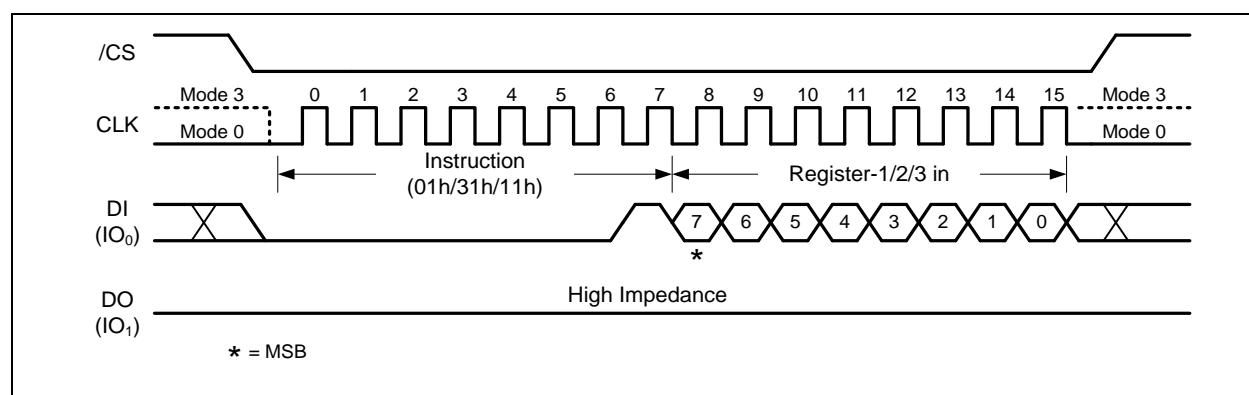 /CS
Mode 3 0 1 2 3 4 5 6 7 8 9 10 11 12 13 14 15 Mode 3
CLK
Mode 0 Mode 0
Instruction
(01h/31h/11h)
Register-1/2/3 in
DI
(IO₀)
7 6 5 4 3 2 1 0
*
DO
(IO₁)
High Impedance
* = MSB